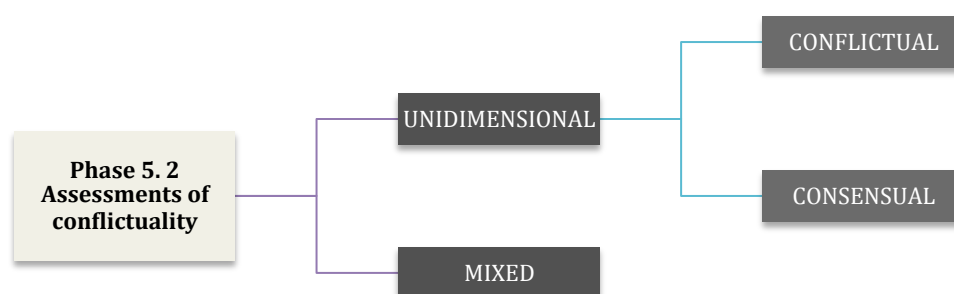 Phase 5. 2
Assessments of
conflictuality
UNIDIMENSIONAL
MIXED
CONFLICTUAL
CONSENSUAL